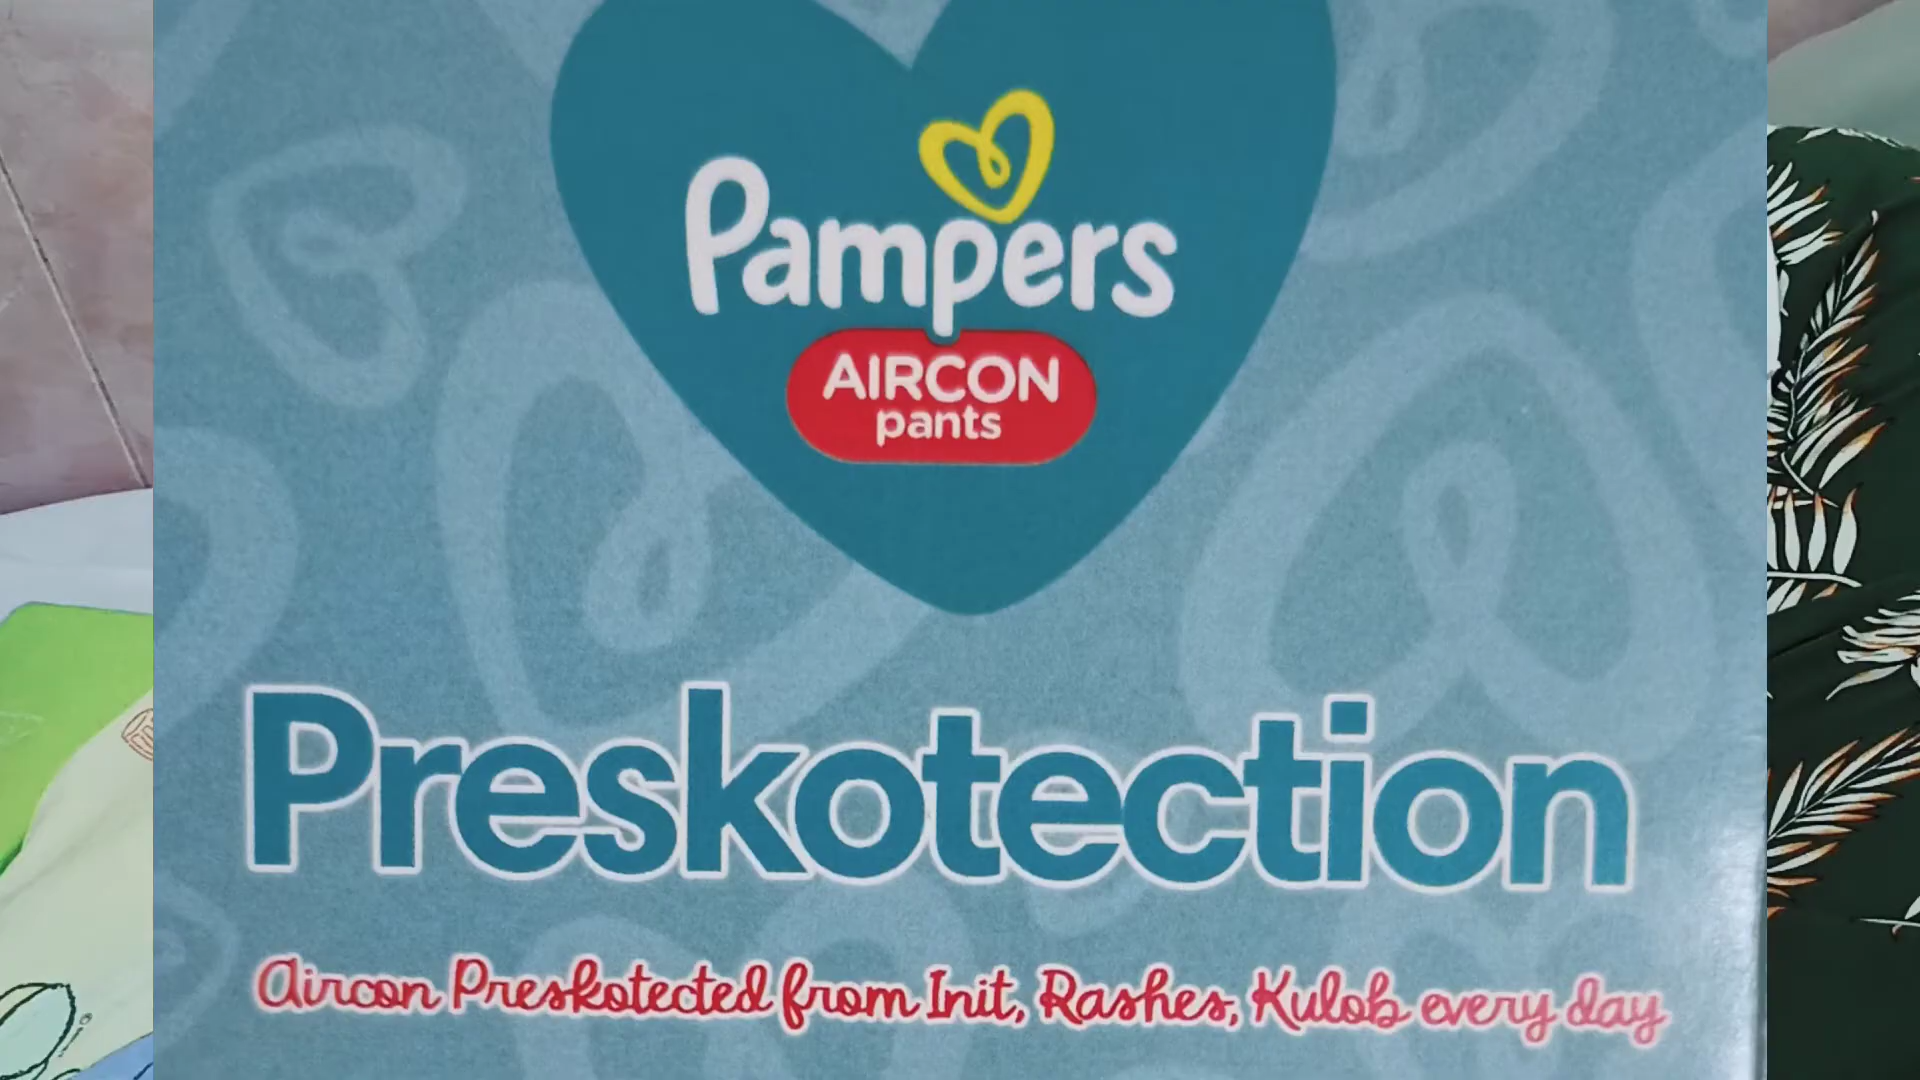 Pampers
AIRCON
pants
Preskotection
Aircon Preskotected from Init, Rashes, Kulob every day